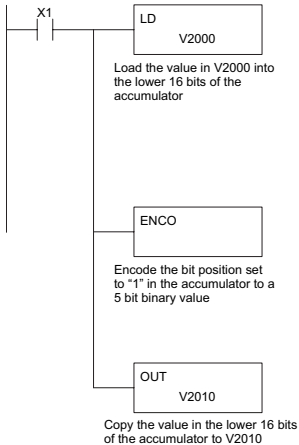 X1
LD
V2000
Load the value in V2000 into
the lower 16 bits of the
accumulator
ENCO
Encode the bit position set
to “1” in the accumulator to a
5 bit binary value
OUT
V2010
Copy the value in the lower 16 bits
of the accumulator to V2010